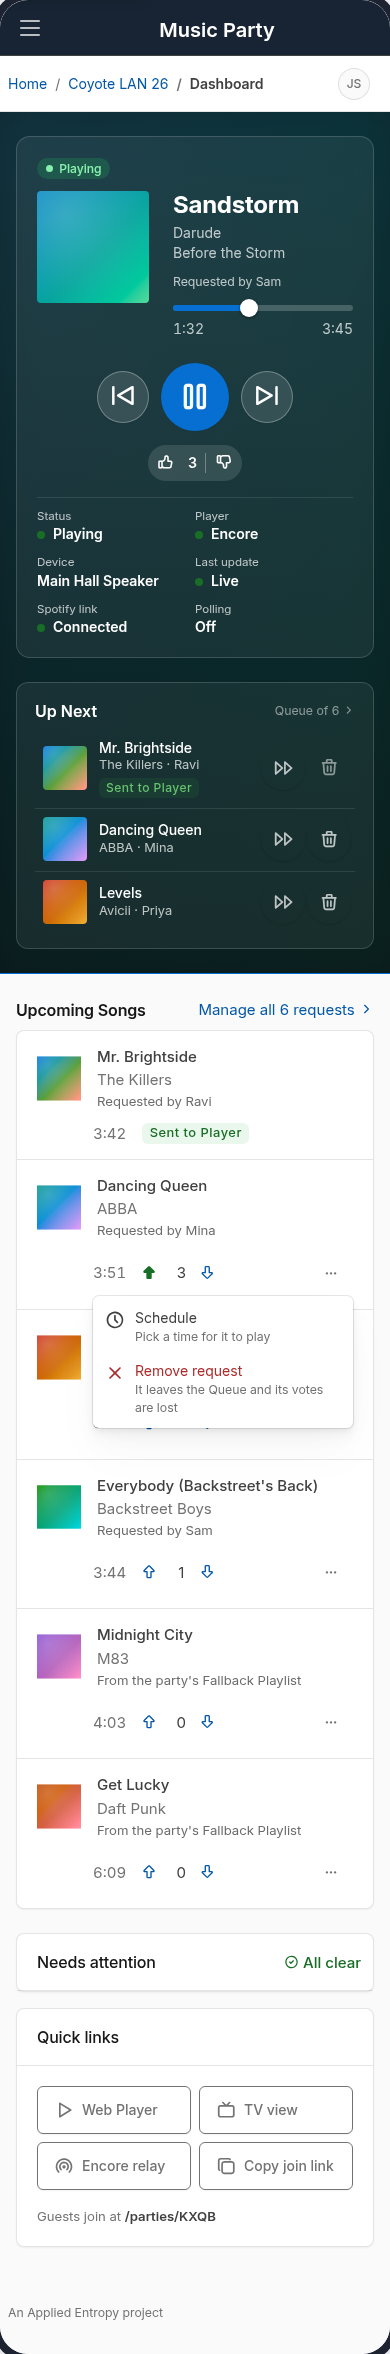 Music Party
Home / Coyote LAN 26 / Dashboard
JS
Playing
Sandstorm
Darude
Before the Storm
Requested by Sam
1:32 3:45
3
Status Player
Playing Encore
Device Last update
Main Hall Speaker Live
Spotify link Polling
Connected Off
Up Next Queue of 6
Mr. Brightside
The Killers · Ravi
Sent to Player
Dancing Queen
ABBA · Mina
Levels
Avicii · Priya
Upcoming Songs Manage all 6 requests
Mr. Brightside
The Killers
Requested by Ravi
3:42 Sent to Player
Dancing Queen
ABBA
Requested by Mina
3:51 3
Schedule
Pick a time for it to play
Remove request
It leaves the Queue and its votes
are lost
Everybody (Backstreet's Back)
Backstreet Boys
Requested by Sam
3:44 1
Midnight City
M83
From the party's Fallback Playlist
4:03 0
Get Lucky
Daft Punk
From the party's Fallback Playlist
6:09 0
Needs attention All clear
Quick links
Web Player TV view
Encore relay Copy join link
Guests join at /parties/KXQB
An Applied Entropy project